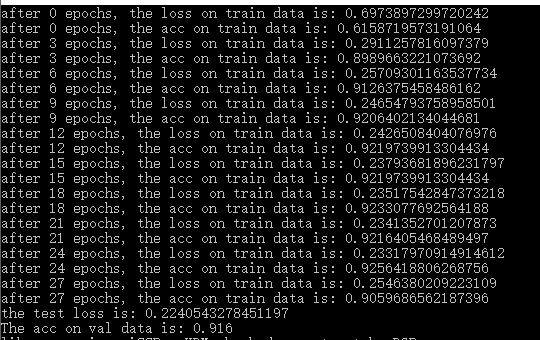 after 0 epochs, the loss on train data is: 0.6973897299720242
after 0 epochs, the acc on train data is: 0.6158719573191064
after 3 epochs, the loss on train data is: 0.2911257816097379
after 3 epochs, the acc on train data is: 0.8989663221073692
after 6 epochs, the loss on train data is: 0.25709301163537734
after 6 epochs, the acc on train data is: 0.9126375458486162
after 9 epochs, the loss on train data is: 0.24654793758958501
after 9 epochs, the acc on train data is: 0.9206402134044681
after 12 epochs, the loss on train data is: 0.2426508404076976
after 12 epochs, the acc on train data is: 0.9219739913304434
after 15 epochs, the loss on train data is: 0.23793681896231797
after 15 epochs, the acc on train data is: 0.9219739913304434
after 18 epochs, the loss on train data is: 0.23517542847373218
after 18 epochs, the acc on train data is: 0.9233077692564188
after 21 epochs, the loss on train data is: 0.2341352701207873
after 21 epochs, the acc on train data is: 0.9216405468489497
after 24 epochs, the loss on train data is: 0.23317970914914612
after 24 epochs, the acc on train data is: 0.9256418806268756
after 27 epochs, the loss on train data is: 0.2546380209223109
after 27 epochs, the acc on train data is: 0.9059686562187396
the test loss is: 0.2240543278451197
The acc on val data is: 0.916